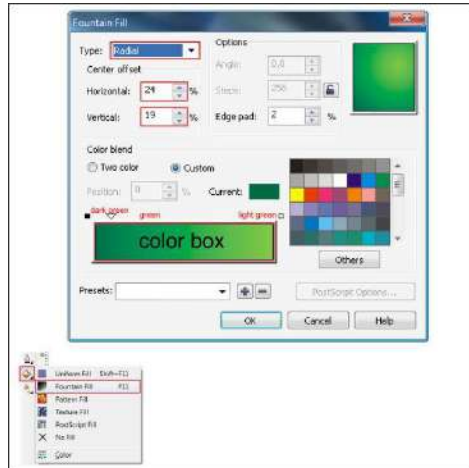 Fountain Fill
Type: Radial
Options
Center offset
Angle: 0,0
Horizontal: 24 %
Steps: 256
Vertical: 19 %
Edge pad: 2 %
Color blend
Two color
Custom
Position: 0 %
Current:
dark green
green
light green
color box
Others
Presets:
PostScript Options...
OK
Cancel
Help
Uniform Fill Shift+F11
Fountain Fill F11
Pattern Fill
Texture Fill
PostScript Fill
No Fill
Color